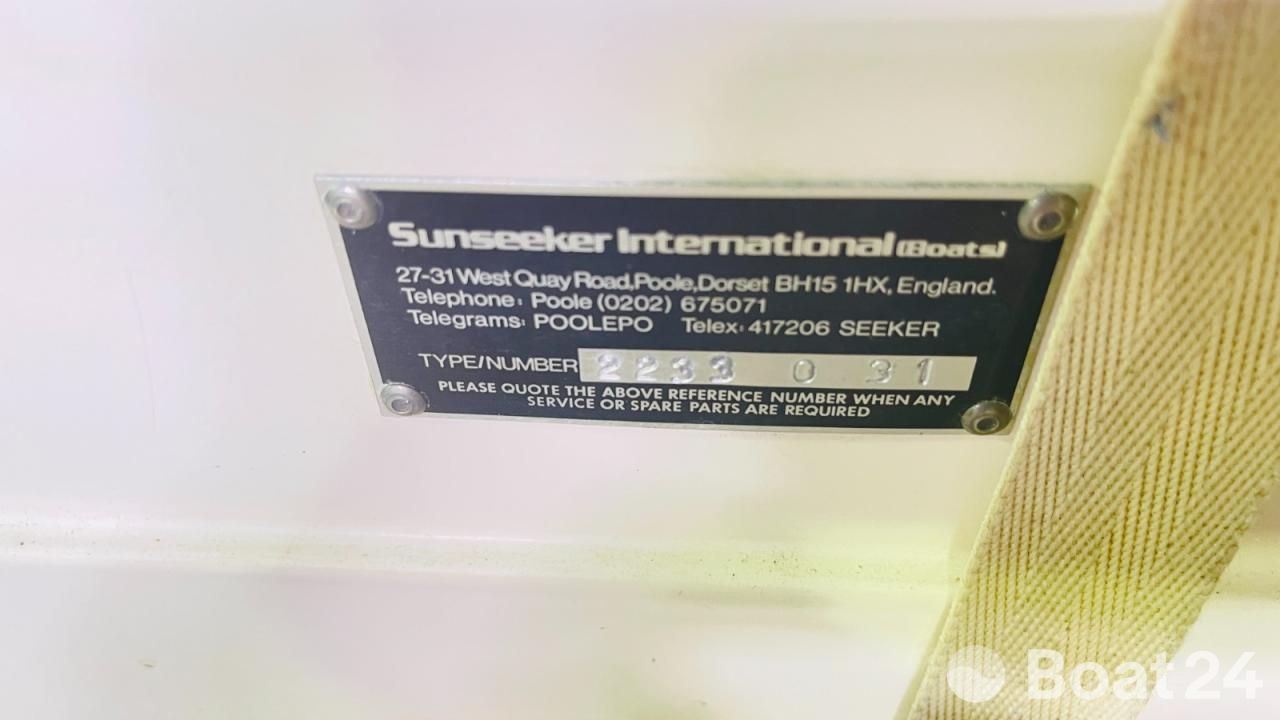 Sunseeker International (Boats)
27-31 West Quay Road, Poole, Dorset BH15 1HX, England.
Telephone: Poole (0202) 675071
Telegrams: POOLEPO Telex: 417206 SEEKER
TYPE/NUMBER 2233 0 31
PLEASE QUOTE THE ABOVE REFERENCE NUMBER WHEN ANY
SERVICE OR SPARE PARTS ARE REQUIRED
Boat24